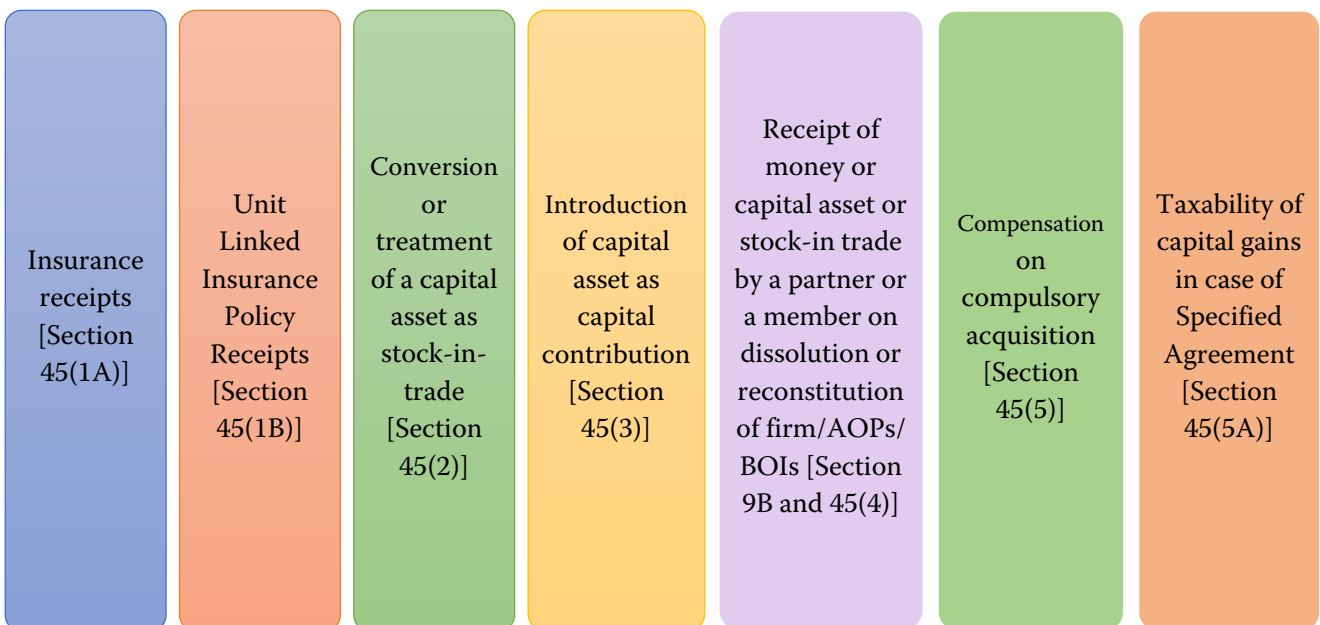 Insurance
receipts
[Section
45(1A)]
Unit
Linked
Insurance
Policy
Receipts
[Section
45(1B)]
Conversion
or
treatment
of a capital
asset as
stock-in-
trade
[Section
45(2)]
Introduction
of capital
asset as
capital
contribution
[Section
45(3)]
Receipt of
money or
capital asset or
stock-in trade
by a partner or
a member on
dissolution or
reconstitution
of firm/AOPs/
BOIs [Section
9B and 45(4)]
Compensation
on
compulsory
acquisition
[Section
45(5)]
Taxability of
capital gains
in case of
Specified
Agreement
[Section
45(5A)]